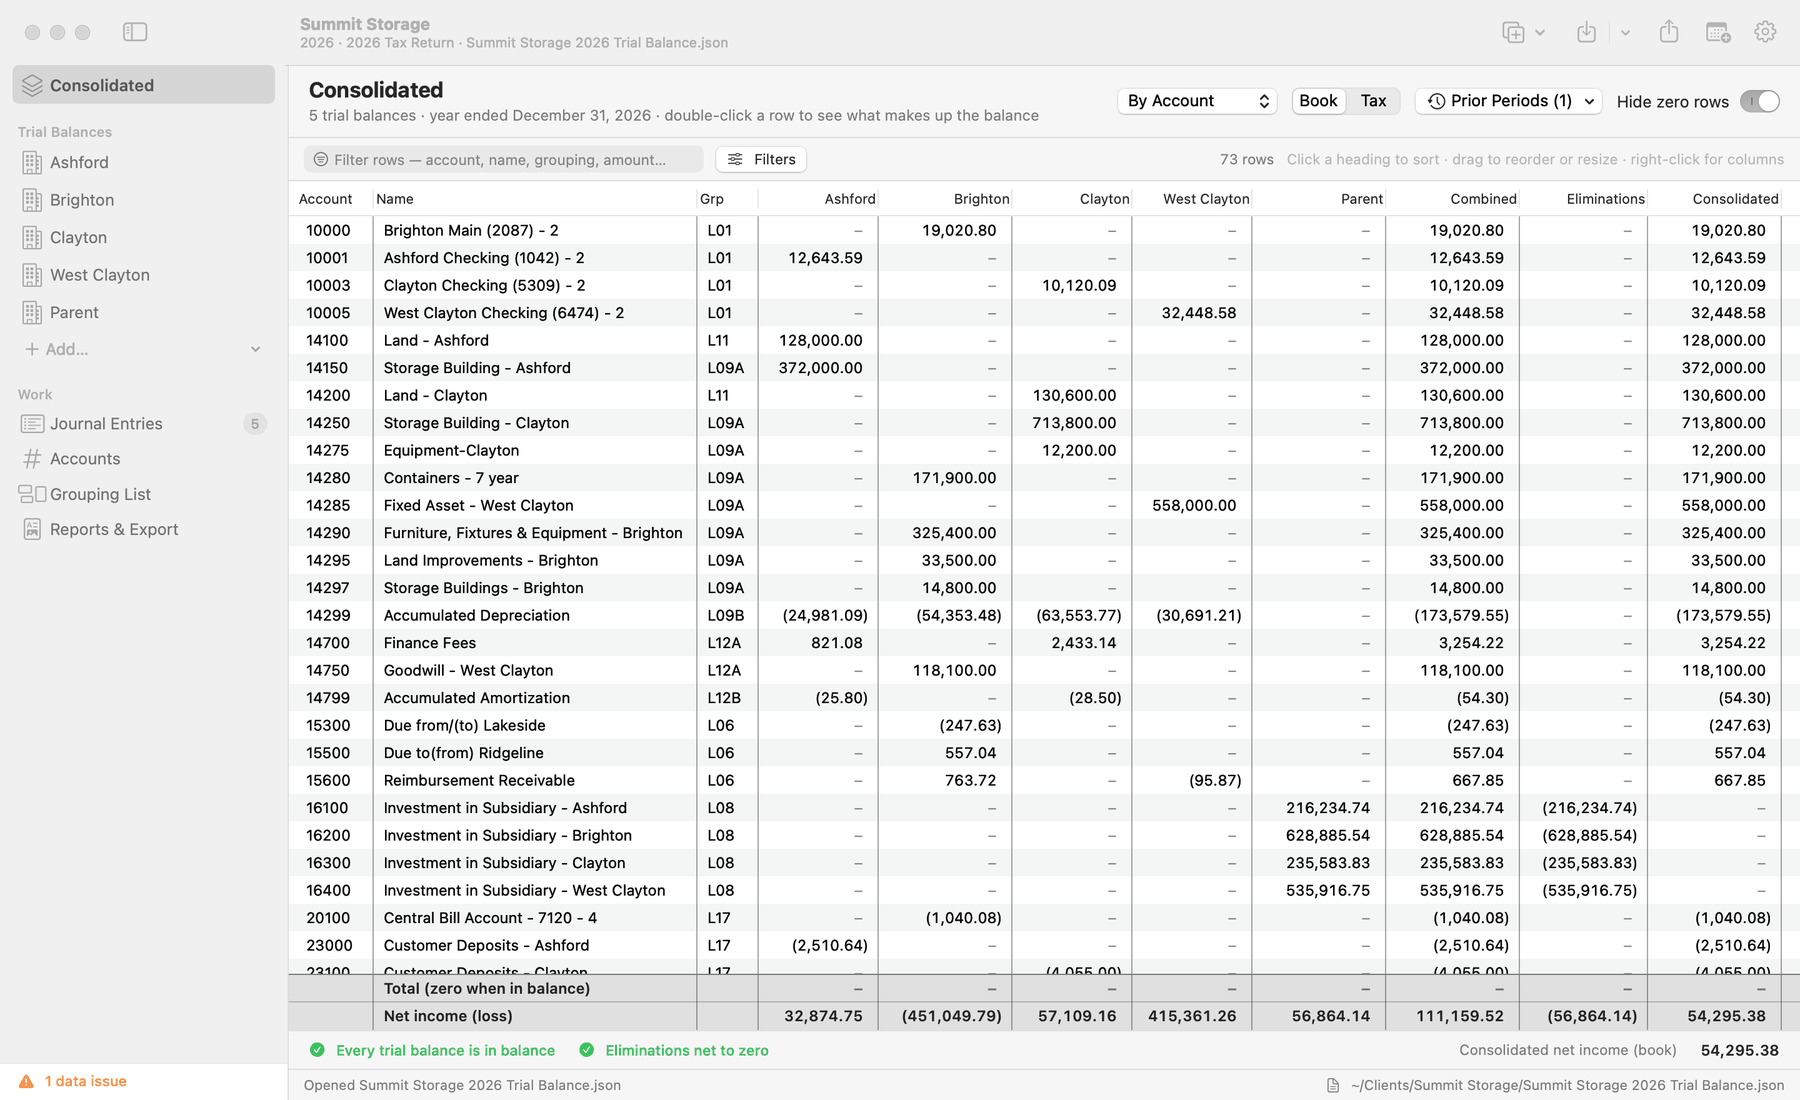 Summit Storage
2026 · 2026 Tax Return · Summit Storage 2026 Trial Balance.json
Consolidated
Trial Balances
Ashford
Brighton
Clayton
West Clayton
Parent
Add...
Work
Journal Entries 5
Accounts
Grouping List
Reports & Export
1 data issue
Consolidated
5 trial balances · year ended December 31, 2026 · double-click a row to see what makes up the balance
By Account Book Tax Prior Periods (1) Hide zero rows
Filter rows — account, name, grouping, amount... Filters 73 rows Click a heading to sort · drag to reorder or resize · right-click for columns
Account Name Grp Ashford Brighton Clayton West Clayton Parent Combined Eliminations Consolidated
10000 Brighton Main (2087) - 2 L01 – 19,020.80 – – – 19,020.80 – 19,020.80
10001 Ashford Checking (1042) - 2 L01 12,643.59 – – – – 12,643.59 – 12,643.59
10003 Clayton Checking (5309) - 2 L01 – – 10,120.09 – – 10,120.09 – 10,120.09
10005 West Clayton Checking (6474) - 2 L01 – – – 32,448.58 – 32,448.58 – 32,448.58
14100 Land - Ashford L11 128,000.00 – – – – 128,000.00 – 128,000.00
14150 Storage Building - Ashford L09A 372,000.00 – – – – 372,000.00 – 372,000.00
14200 Land - Clayton L11 – – 130,600.00 – – 130,600.00 – 130,600.00
14250 Storage Building - Clayton L09A – – 713,800.00 – – 713,800.00 – 713,800.00
14275 Equipment-Clayton L09A – – 12,200.00 – – 12,200.00 – 12,200.00
14280 Containers - 7 year L09A – 171,900.00 – – – 171,900.00 – 171,900.00
14285 Fixed Asset - West Clayton L09A – – – 558,000.00 – 558,000.00 – 558,000.00
14290 Furniture, Fixtures & Equipment - Brighton L09A – 325,400.00 – – – 325,400.00 – 325,400.00
14295 Land Improvements - Brighton L09A – 33,500.00 – – – 33,500.00 – 33,500.00
14297 Storage Buildings - Brighton L09A – 14,800.00 – – – 14,800.00 – 14,800.00
14299 Accumulated Depreciation L09B (24,981.09) (54,353.48) (63,553.77) (30,691.21) – (173,579.55) – (173,579.55)
14700 Finance Fees L12A 821.08 – 2,433.14 – – 3,254.22 – 3,254.22
14750 Goodwill - West Clayton L12A – 118,100.00 – – – 118,100.00 – 118,100.00
14799 Accumulated Amortization L12B (25.80) – (28.50) – – (54.30) – (54.30)
15300 Due from/(to) Lakeside L06 – (247.63) – – – (247.63) – (247.63)
15500 Due to(from) Ridgeline L06 – 557.04 – – – 557.04 – 557.04
15600 Reimbursement Receivable L06 – 763.72 – (95.87) – 667.85 – 667.85
16100 Investment in Subsidiary - Ashford L08 – – – – 216,234.74 216,234.74 (216,234.74) –
16200 Investment in Subsidiary - Brighton L08 – – – – 628,885.54 628,885.54 (628,885.54) –
16300 Investment in Subsidiary - Clayton L08 – – – – 235,583.83 235,583.83 (235,583.83) –
16400 Investment in Subsidiary - West Clayton L08 – – – – 535,916.75 535,916.75 (535,916.75) –
20100 Central Bill Account - 7120 - 4 L17 – (1,040.08) – – – (1,040.08) – (1,040.08)
23000 Customer Deposits - Ashford L17 (2,510.64) – – – – (2,510.64) – (2,510.64)
23100 Customer Deposits - Clayton L17 – – (4,055.00) – – (4,055.00) – (4,055.00)
Total (zero when in balance) – – – – – – – –
Net income (loss) 32,874.75 (451,049.79) 57,109.16 415,361.26 56,864.14 111,159.52 (56,864.14) 54,295.38
Every trial balance is in balance Eliminations net to zero Consolidated net income (book) 54,295.38
Opened Summit Storage 2026 Trial Balance.json ~/Clients/Summit Storage/Summit Storage 2026 Trial Balance.json